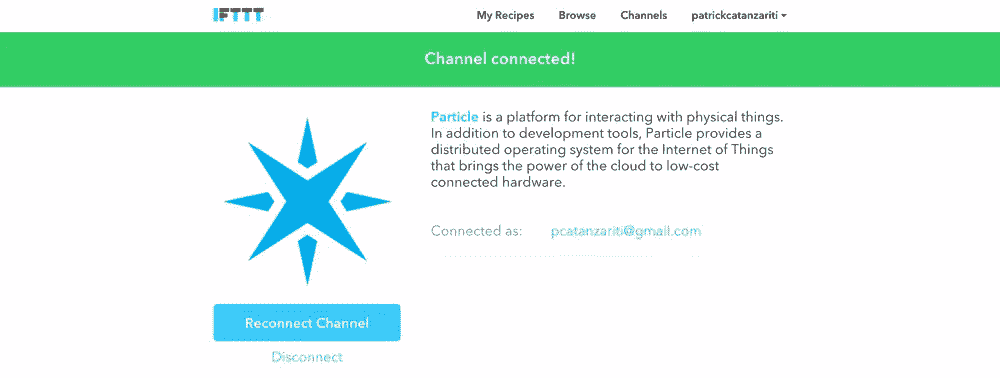 IFTTT
My Recipes Browse Channels patrickcatanzariti
Channel connected!
Particle is a platform for interacting with physical things.
In addition to development tools, Particle provides a
distributed operating system for the Internet of Things
that brings the power of the cloud to low-cost
connected hardware.
Connected as: pcatanzariti@gmail.com
Reconnect Channel
Disconnect